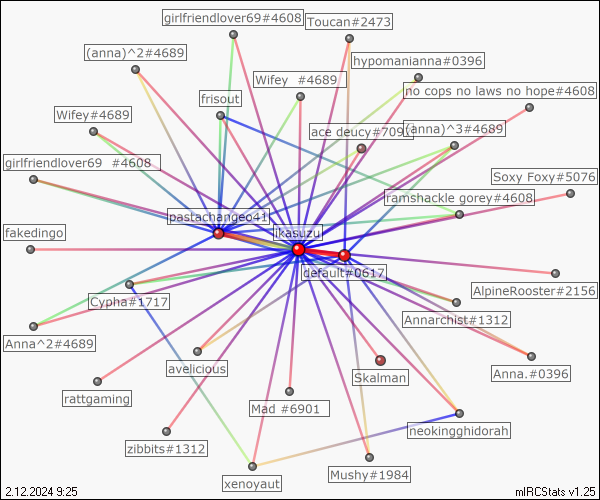 girlfriendlover69#4608
Toucan#2473
(anna)^2#4689
hypomanianna#0396
Wifey #4689
no cops no laws no hope#4608
frisout
Wifey#4689
ace deucy#709
(anna)^3#4689
girlfriendlover69 #4608
Soxy Foxy#5076
ramshackle gorey#4608
pastachangeo41
ikasuzu
fakedingo
default#0617
Cypha#1717
AlpineRooster#2156
Annarchist#1312
Anna^2#4689
avelicious
Skalman
Anna.#0396
rattgaming
Mad #6901
neokingghidorah
zibbits#1312
Mushy#1984
xenoyaut
2.12.2024 9:25
mIRCStats v1.25